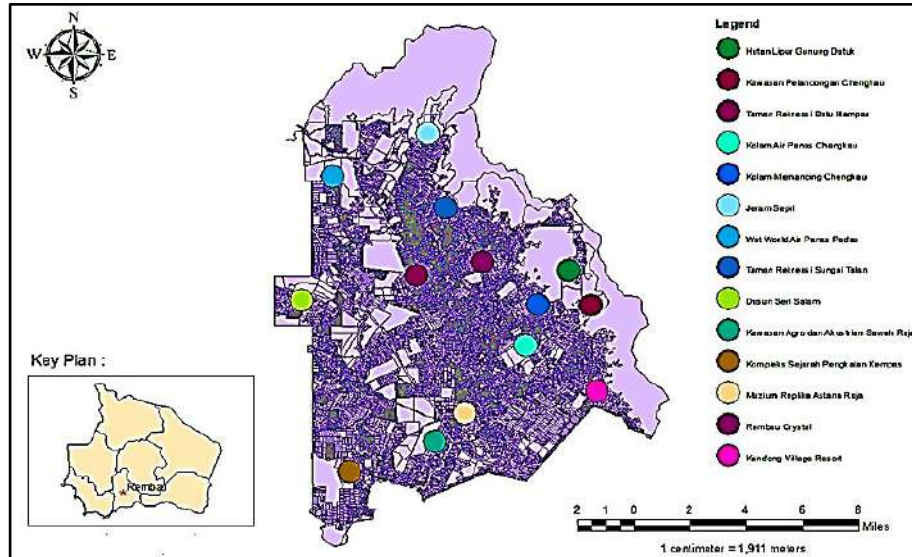 N
W E
S
Legend
Hutan Lipur Gunung Datuk
Kawasan Pelancongan Chengkau
Taman Rekreasi Batu Hampar
Kolam Air Panas Chengkau
Kolam Memancing Chengkau
Jeram Sepil
Wet World Air Panas Pedas
Taman Rekreasi Sungai Talan
Dusun Seri Salam
Kawasan Agro dan Akustrian Sawah Raja
Kompleks Sejarah Pengkalan Kempas
Muzium Replika Astana Raja
Rembau Crystal
Kendong Village Resort
Key Plan :
Rembau
2 1 0 2 4 6 8
Miles
1 centimeter = 1,911 meters